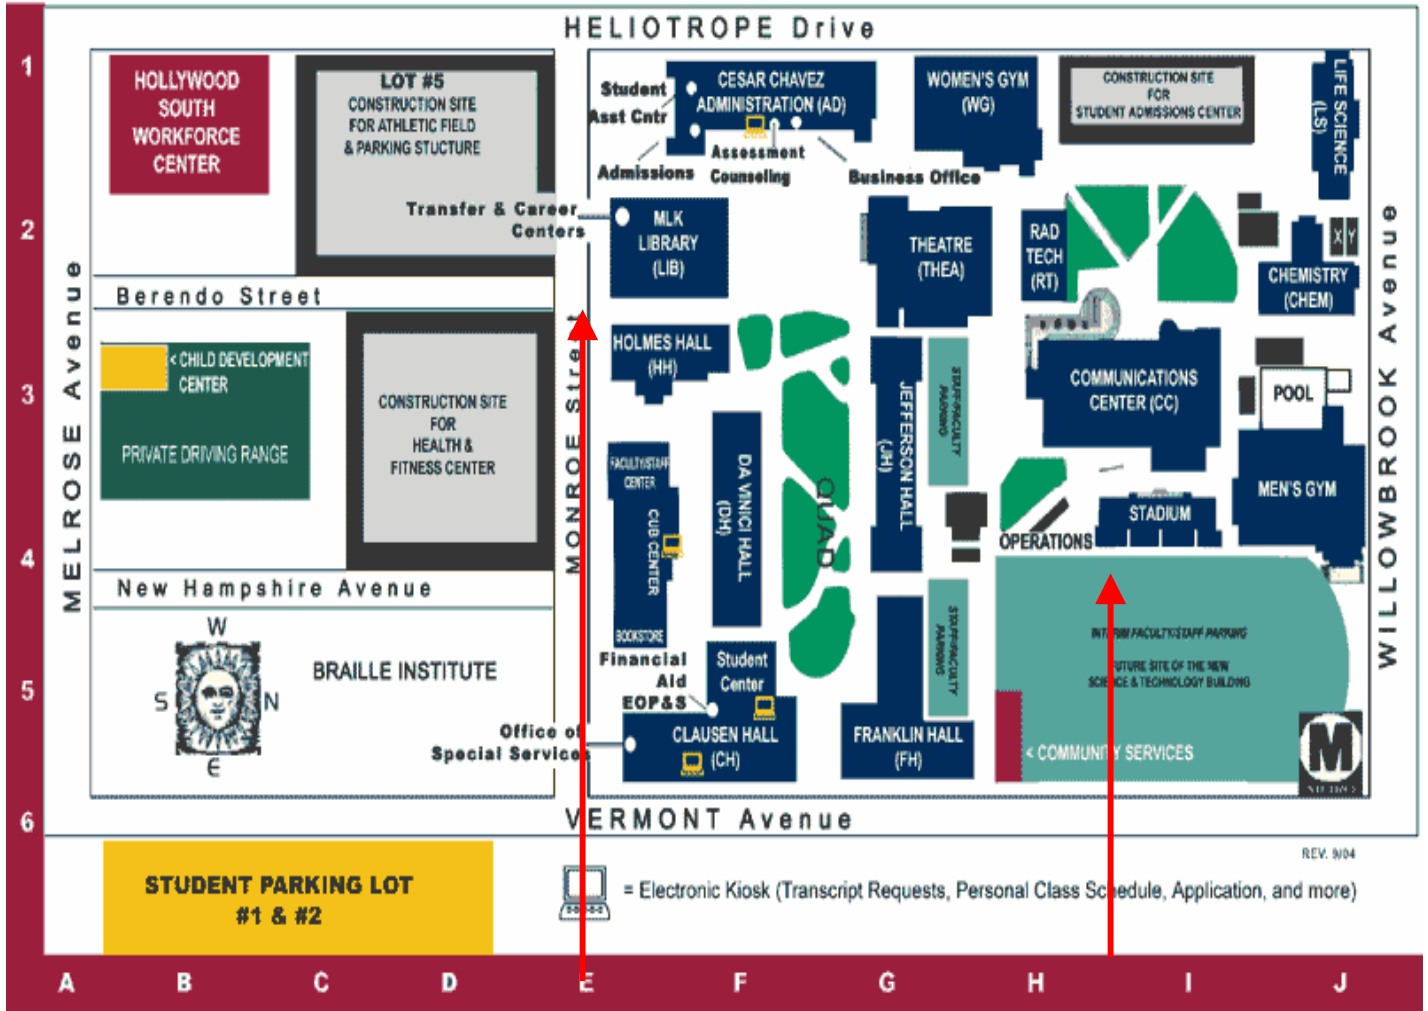 HELIOTROPE Drive
1
HOLLYWOOD
SOUTH
WORKFORCE
CENTER
LOT #5
CONSTRUCTION SITE
FOR ATHLETIC FIELD
& PARKING STUCTURE
Student
Asst Cntr
CESAR CHAVEZ
ADMINISTRATION (AD)
Admissions
Assessment
Counseling
Business Office
WOMEN'S GYM
(WG)
CONSTRUCTION SITE
FOR
STUDENT ADMISSIONS CENTER
LIFE SCIENCE
(LS)
2
Transfer & Career
Centers
MLK
LIBRARY
(LIB)
THEATRE
(THEA)
RAD
TECH
(RT)
X Y
CHEMISTRY
(CHEM)
MELROSE Avenue
Berendo Street
MONROE Street
WILLOWBROOK Avenue
3
< CHILD DEVELOPMENT
CENTER
PRIVATE DRIVING RANGE
CONSTRUCTION SITE
FOR
HEALTH &
FITNESS CENTER
HOLMES HALL
(HH)
JEFFERSON HALL
(JH)
STAFF/FACULTY
PARKING
COMMUNICATIONS
CENTER (CC)
POOL
FACULTY/STAFF
CENTER
CUB CENTER
BOOKSTORE
DA VINICI HALL
(DH)
QUAD
MEN'S GYM
STADIUM
OPERATIONS
4
New Hampshire Avenue
W
S N
E
BRAILLE INSTITUTE
5
Financial
Aid
EOP&S
Student
Center
Office of
Special Services
CLAUSEN HALL
(CH)
FRANKLIN HALL
(FH)
STAFF/FACULTY
PARKING
INTERIM FACULTY/STAFF PARKING
FUTURE SITE OF THE NEW
SCIENCE & TECHNOLOGY BUILDING
< COMMUNITY SERVICES
M
6
VERMONT Avenue
REV. 9/04
STUDENT PARKING LOT
#1 & #2
= Electronic Kiosk (Transcript Requests, Personal Class Schedule, Application, and more)
A B C D E F G H I J